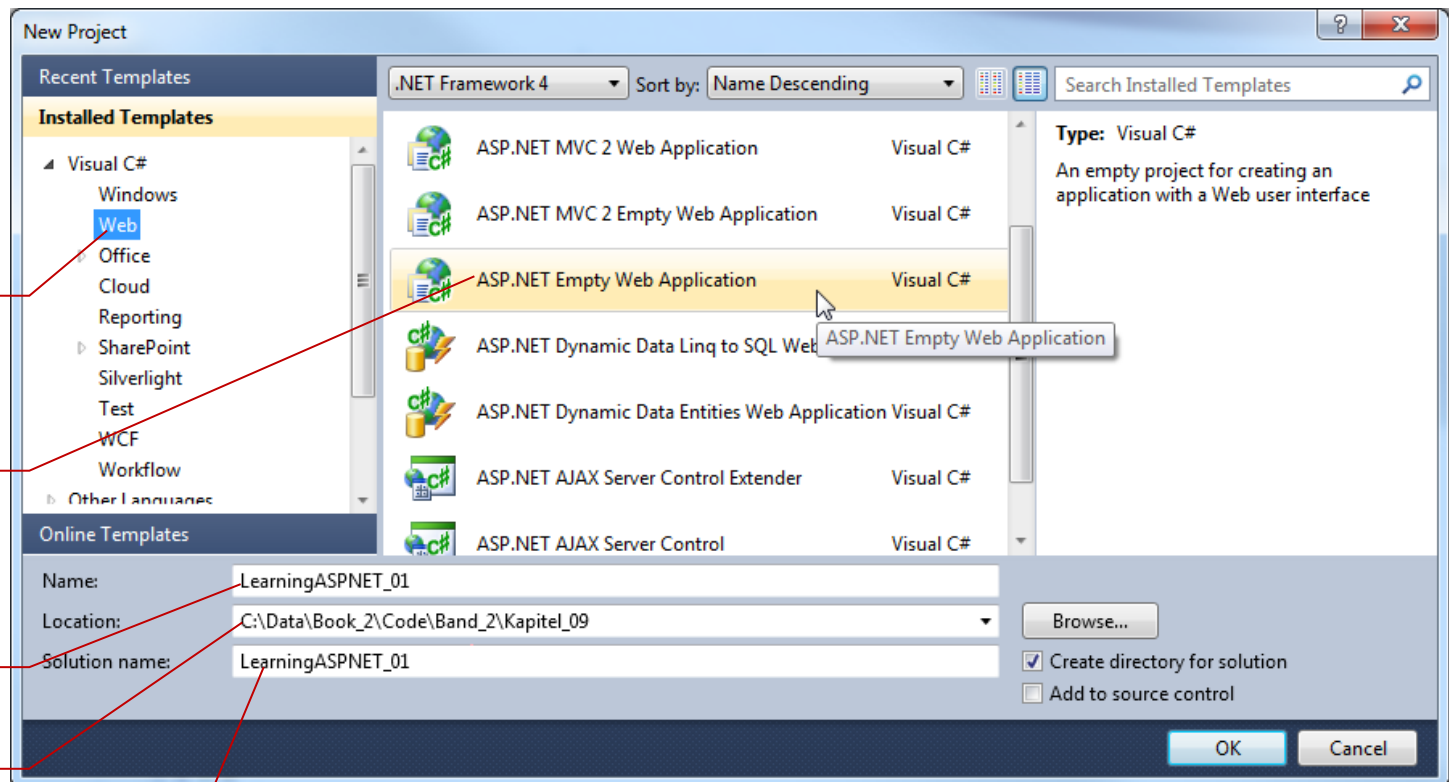 New Project
Recent Templates
Installed Templates
Visual C#
Windows
Web
Office
Cloud
Reporting
SharePoint
Silverlight
Test
WCF
Workflow
Other Languages
Online Templates
.NET Framework 4 Sort by: Name Descending
Search Installed Templates
ASP.NET MVC 2 Web Application Visual C#
ASP.NET MVC 2 Empty Web Application Visual C#
ASP.NET Empty Web Application Visual C#
ASP.NET Empty Web Application
ASP.NET Dynamic Data Linq to SQL Web
ASP.NET Dynamic Data Entities Web Application Visual C#
ASP.NET AJAX Server Control Extender Visual C#
ASP.NET AJAX Server Control Visual C#
Type: Visual C#
An empty project for creating an
application with a Web user interface
Name: LearningASPNET_01
Location: C:\Data\Book_2\Code\Band_2\Kapitel_09
Browse...
Solution name: LearningASPNET_01
Create directory for solution
Add to source control
OK Cancel